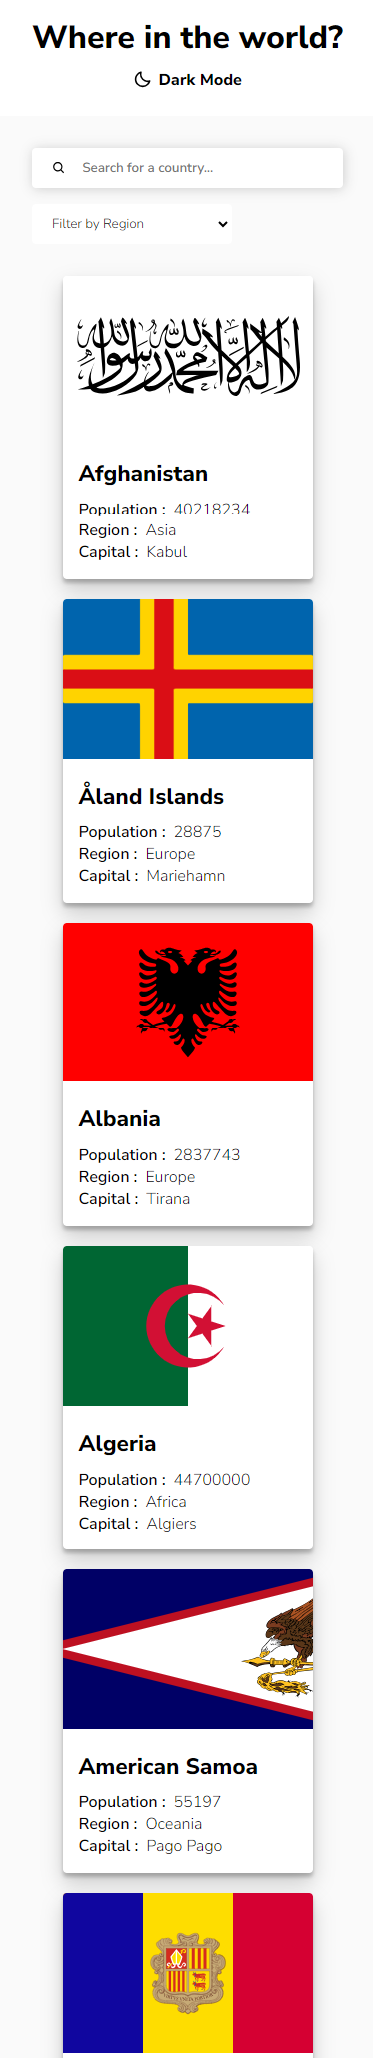 Where in the world?
Dark Mode
Search for a country...
Filter by Region
لا إله إلا الله محمد رسول الله
Afghanistan
Population : 40218234
Region : Asia
Capital : Kabul
Åland Islands
Population : 28875
Region : Europe
Capital : Mariehamn
Albania
Population : 2837743
Region : Europe
Capital : Tirana
Algeria
Population : 44700000
Region : Africa
Capital : Algiers
American Samoa
Population : 55197
Region : Oceania
Capital : Pago Pago